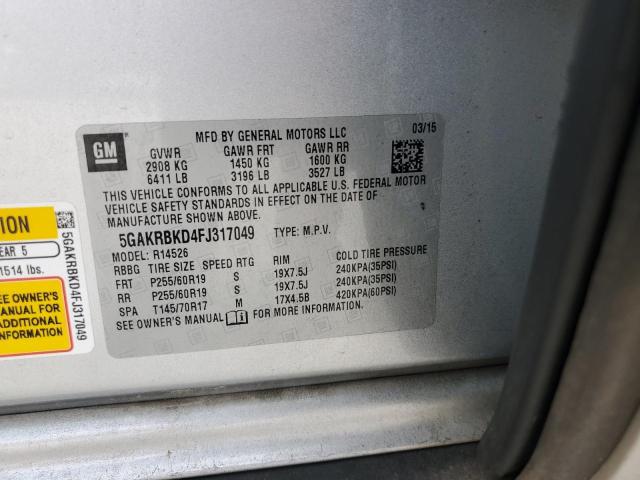 GM
MFD BY GENERAL MOTORS LLC 03/15
GVWR GAWR FRT GAWR RR
2908 KG 1450 KG 1600 KG
6411 LB 3196 LB 3527 LB
THIS VEHICLE CONFORMS TO ALL APPLICABLE U.S. FEDERAL MOTOR
VEHICLE SAFETY STANDARDS IN EFFECT ON THE DATE OF
MANUFACTURE SHOWN ABOVE.
5GAKRBKD4FJ317049 TYPE: M.P.V.
MODEL: R14526
RBBG TIRE SIZE SPEED RTG RIM COLD TIRE PRESSURE
FRT P255/60R19 S 19X7.5J 240KPA(35PSI)
RR P255/60R19 S 19X7.5J 240KPA(35PSI)
SPA T145/70R17 M 17X4.5B 420KPA(60PSI)
SEE OWNER'S MANUAL FOR MORE INFORMATION.
EAR 5
1514 lbs.
SEE OWNER'S
MANUAL FOR
ADDITIONAL
INFORMATION
5GAKRBKD4FJ317049